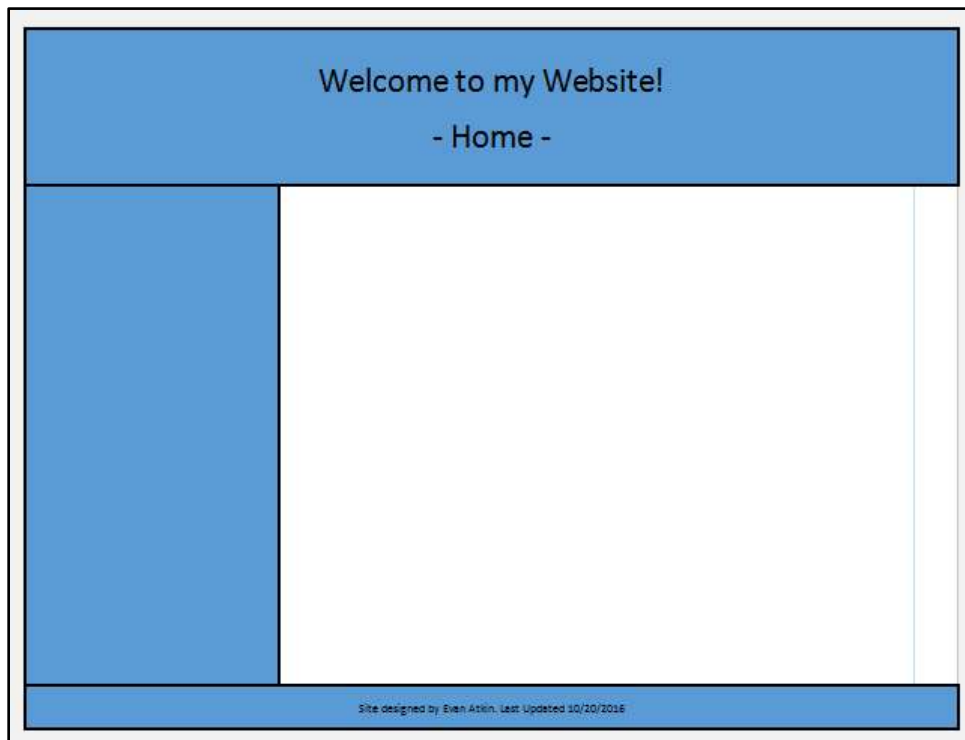 Welcome to my Website!
- Home -
Site designed by Evan Atkin. Last Updated 10/20/2016